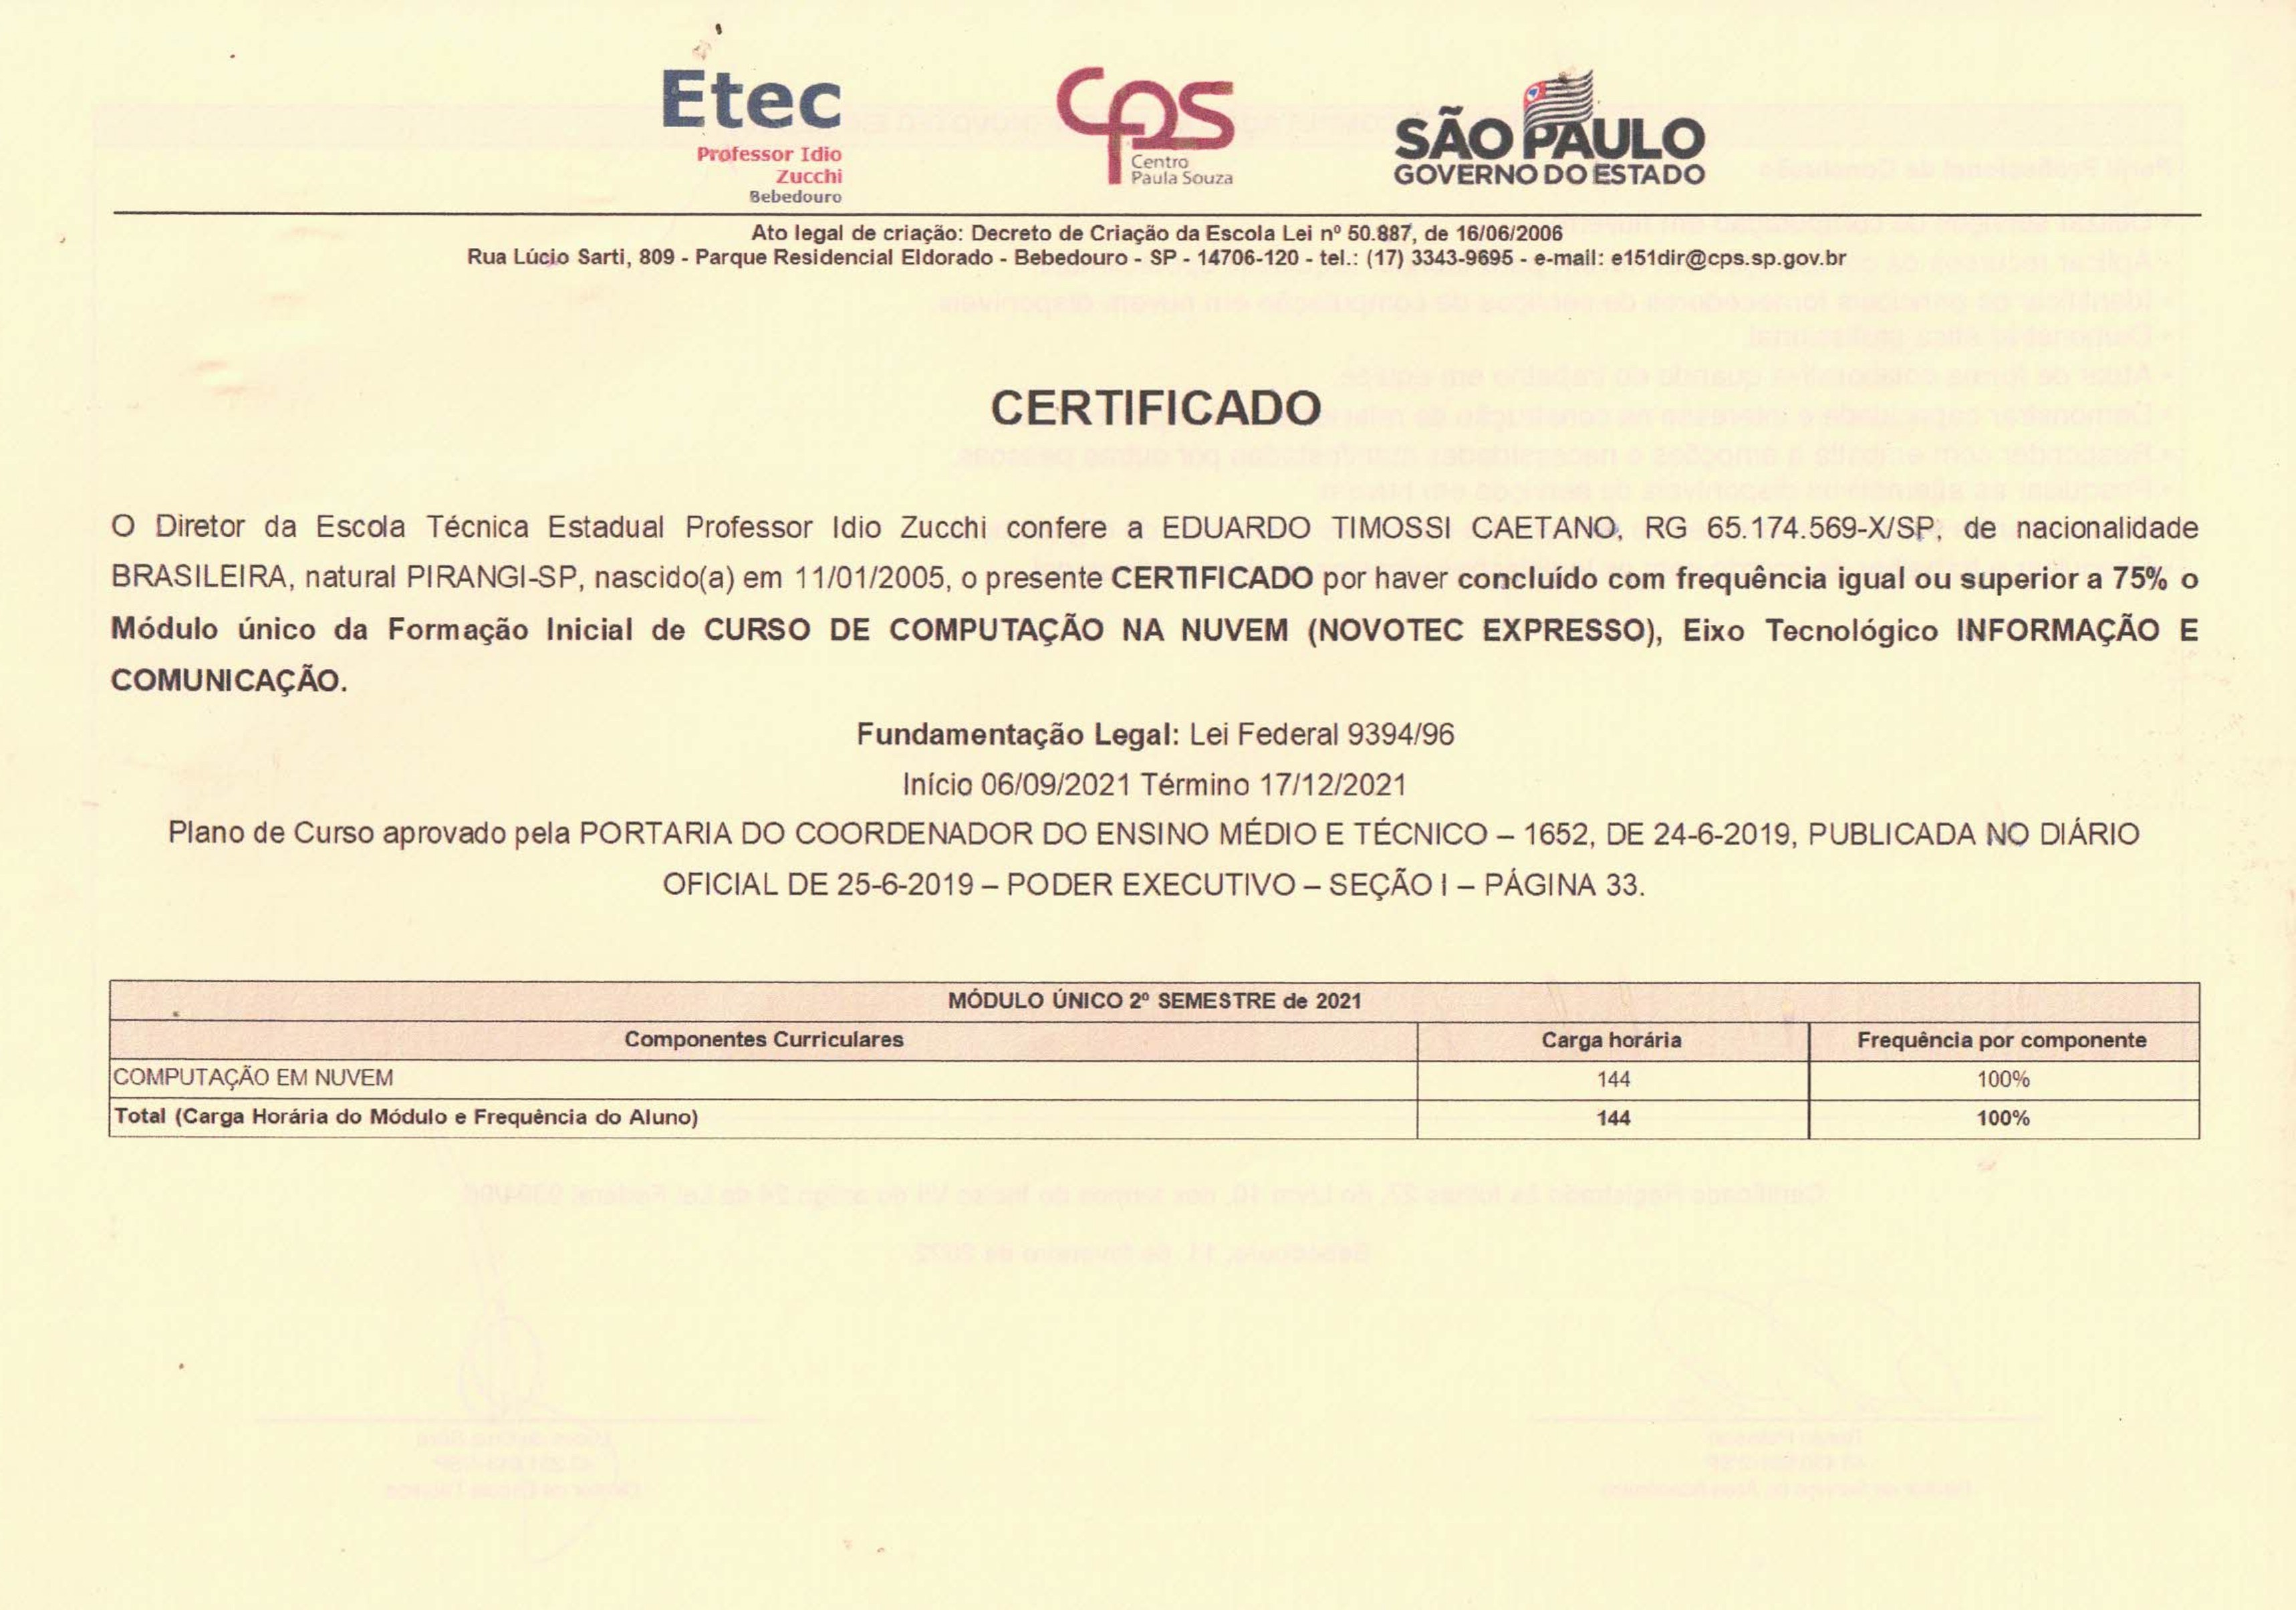 Etec
Professor Idio
Zucchi
Bebedouro
CPS
Centro
Paula Souza
SÃO PAULO
GOVERNO DO ESTADO
Ato legal de criação: Decreto de Criação da Escola Lei nº 50.887, de 16/06/2006
Rua Lúcio Sarti, 809 - Parque Residencial Eldorado - Bebedouro - SP - 14706-120 - tel.: (17) 3343-9695 - e-mail: e151dir@cps.sp.gov.br
CERTIFICADO
O Diretor da Escola Técnica Estadual Professor Idio Zucchi confere a EDUARDO TIMOSSI CAETANO, RG 65.174.569-X/SP, de nacionalidade
BRASILEIRA, natural PIRANGI-SP, nascido(a) em 11/01/2005, o presente CERTIFICADO por haver concluído com frequência igual ou superior a 75% o
Módulo único da Formação Inicial de CURSO DE COMPUTAÇÃO NA NUVEM (NOVOTEC EXPRESSO), Eixo Tecnológico INFORMAÇÃO E
COMUNICAÇÃO.
Fundamentação Legal: Lei Federal 9394/96
Início 06/09/2021 Término 17/12/2021
Plano de Curso aprovado pela PORTARIA DO COORDENADOR DO ENSINO MÉDIO E TÉCNICO – 1652, DE 24-6-2019, PUBLICADA NO DIÁRIO
OFICIAL DE 25-6-2019 – PODER EXECUTIVO – SEÇÃO I – PÁGINA 33.
MÓDULO ÚNICO 2º SEMESTRE de 2021
Componentes Curriculares Carga horária Frequência por componente
COMPUTAÇÃO EM NUVEM 144 100%
Total (Carga Horária do Módulo e Frequência do Aluno) 144 100%